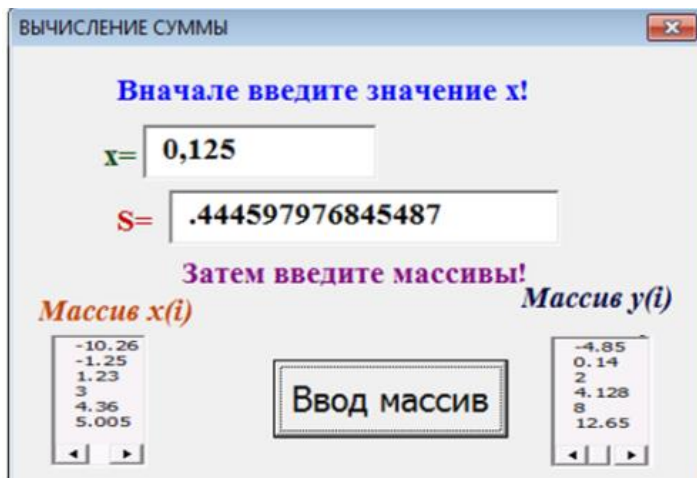 ВЫЧИСЛЕНИЕ СУММЫ
Вначале введите значение x!
x= 0,125
S= .444597976845487
Затем введите массивы!
Массив x(i)
Массив y(i)
-10.26
-1.25
1.23
3
4.36
5.005
Ввод массив
-4.85
0.14
2
4.128
8
12.65